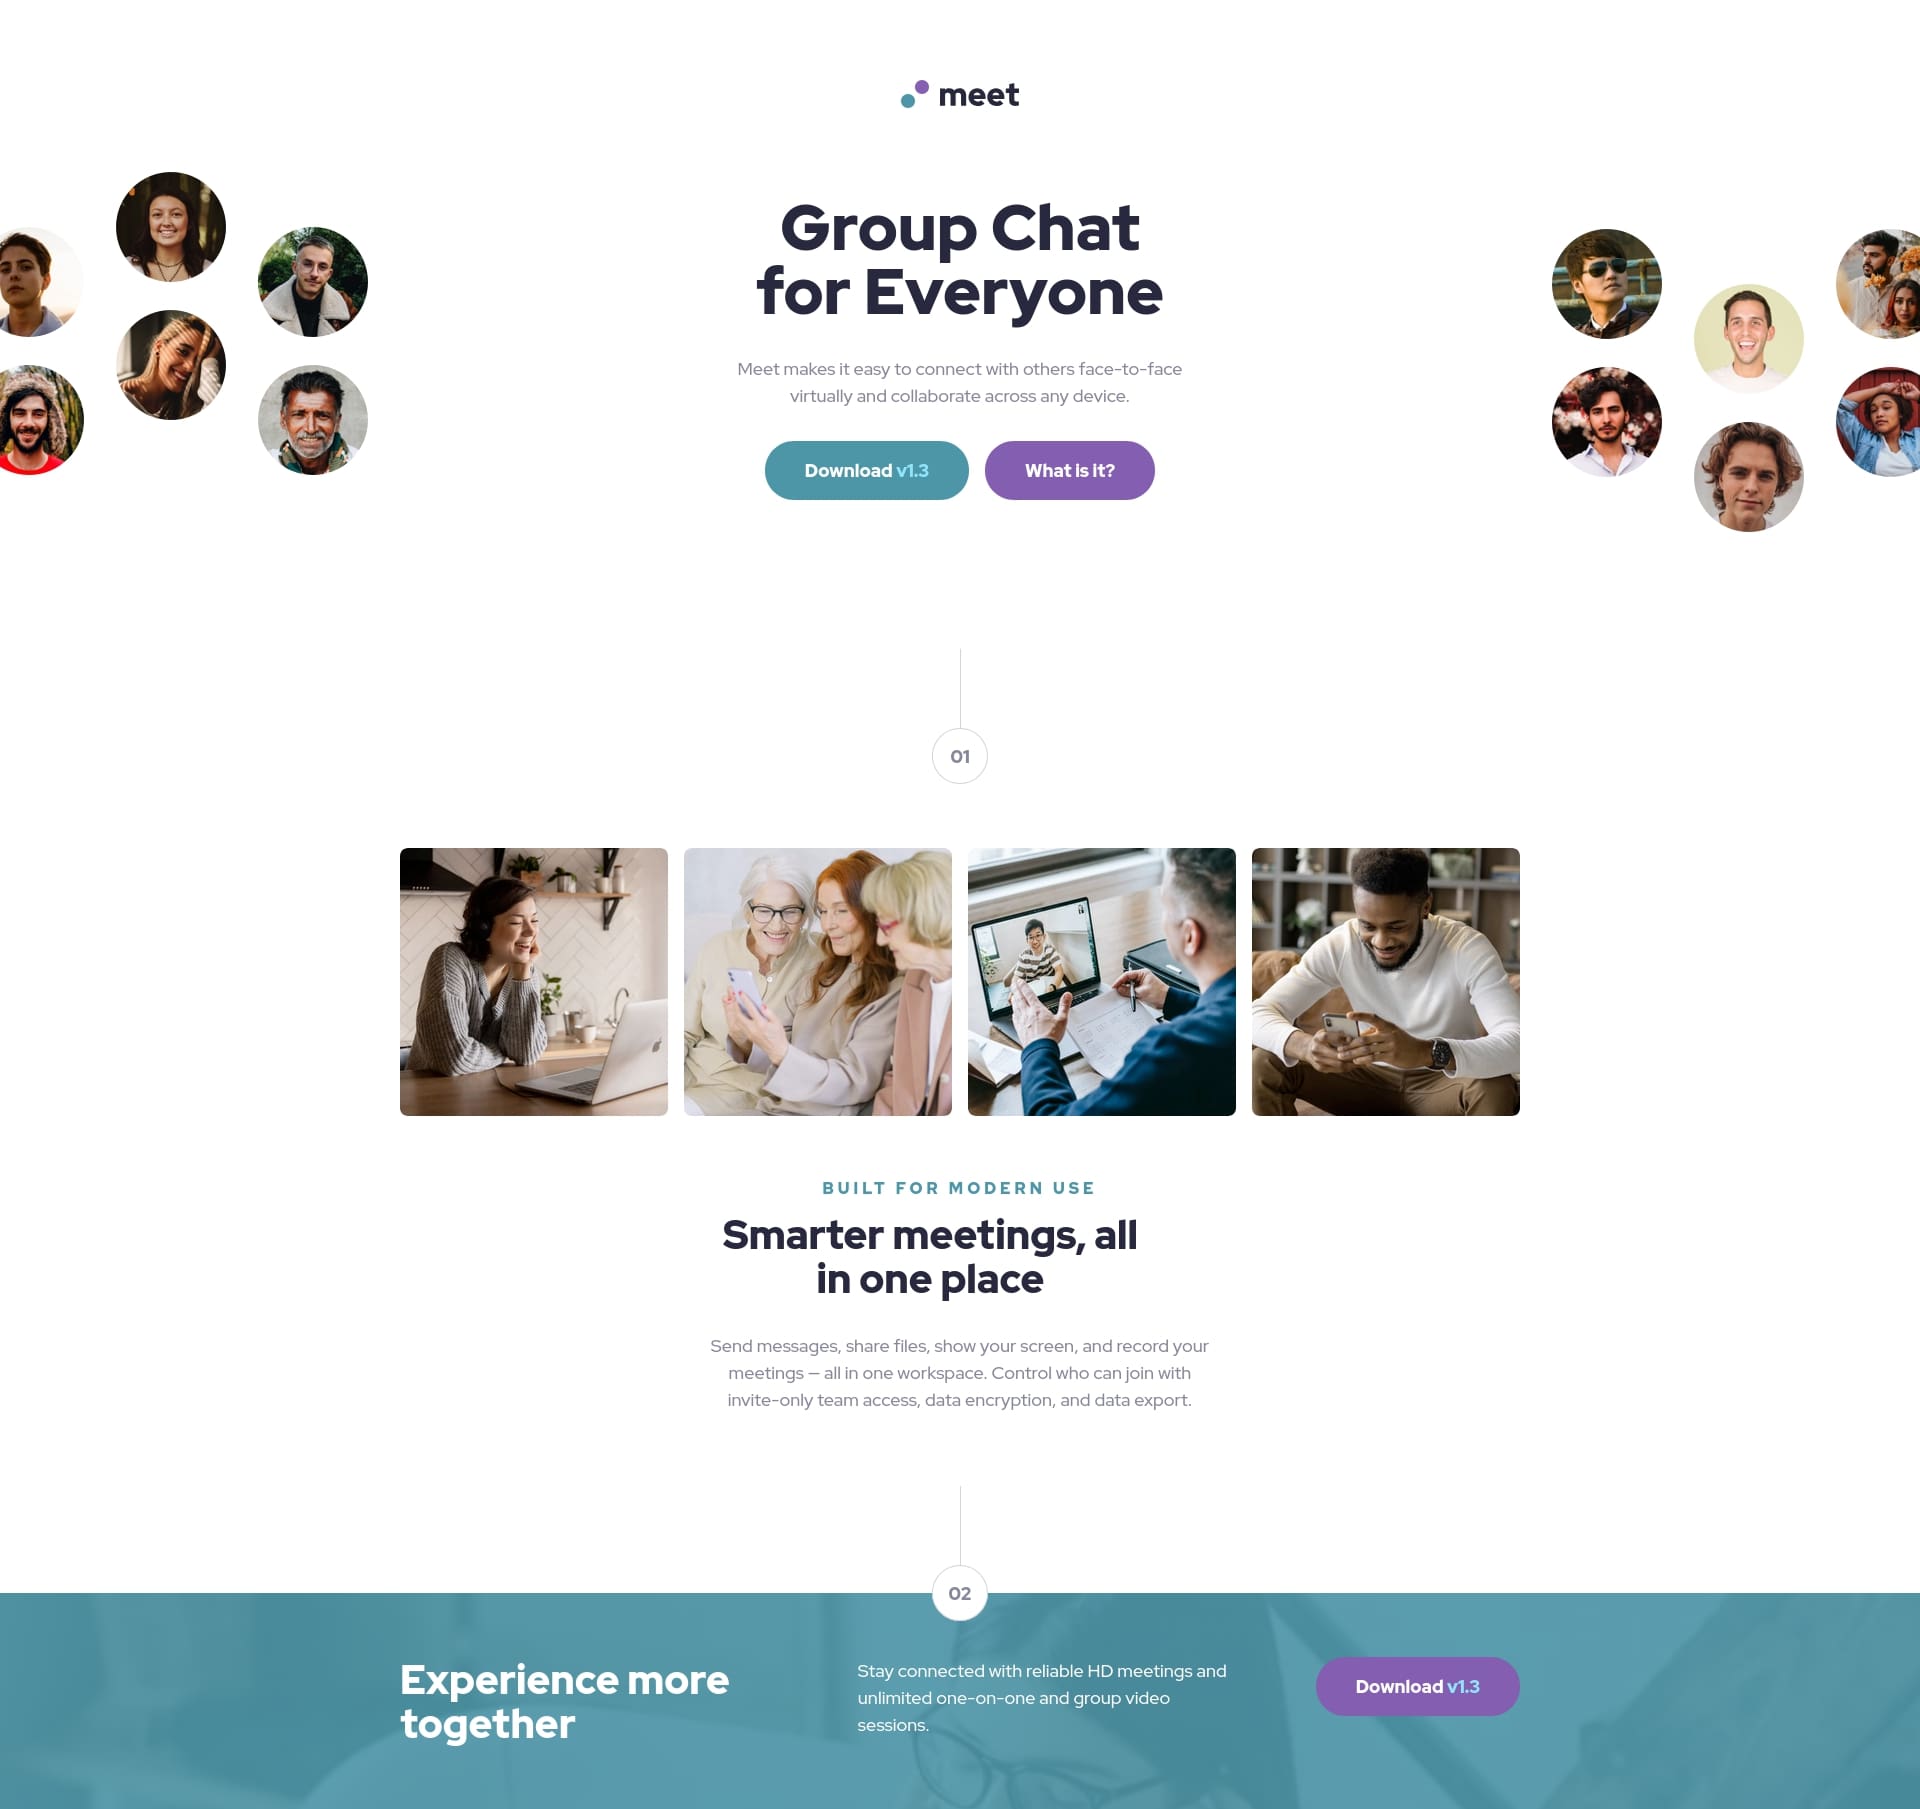 meet
Group Chat
for Everyone
Meet makes it easy to connect with others face-to-face
virtually and collaborate across any device.
Download v1.3
What is it?
01
BUILT FOR MODERN USE
Smarter meetings, all
in one place
Send messages, share files, show your screen, and record your
meetings — all in one workspace. Control who can join with
invite-only team access, data encryption, and data export.
02
Experience more
together
Stay connected with reliable HD meetings and
unlimited one-on-one and group video
sessions.
Download v1.3